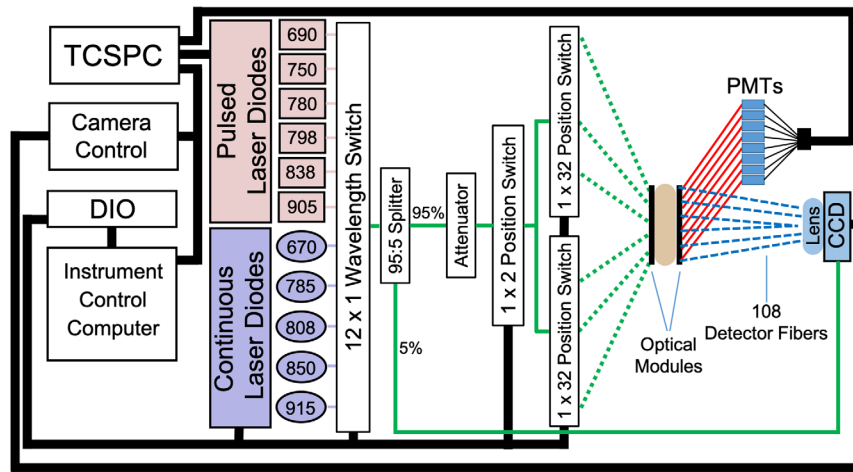 TCSPC
Camera
Control
DIO
Instrument
Control
Computer
Pulsed
Laser Diodes
690
750
780
798
838
905
Continuous
Laser Diodes
670
785
808
850
915
12 x 1 Wavelength Switch
95:5 Splitter
95%
5%
Attenuator
1 x 2 Position Switch
1 x 32 Position Switch
1 x 32 Position Switch
PMTs
Lens
CCD
Optical
Modules
108
Detector Fibers